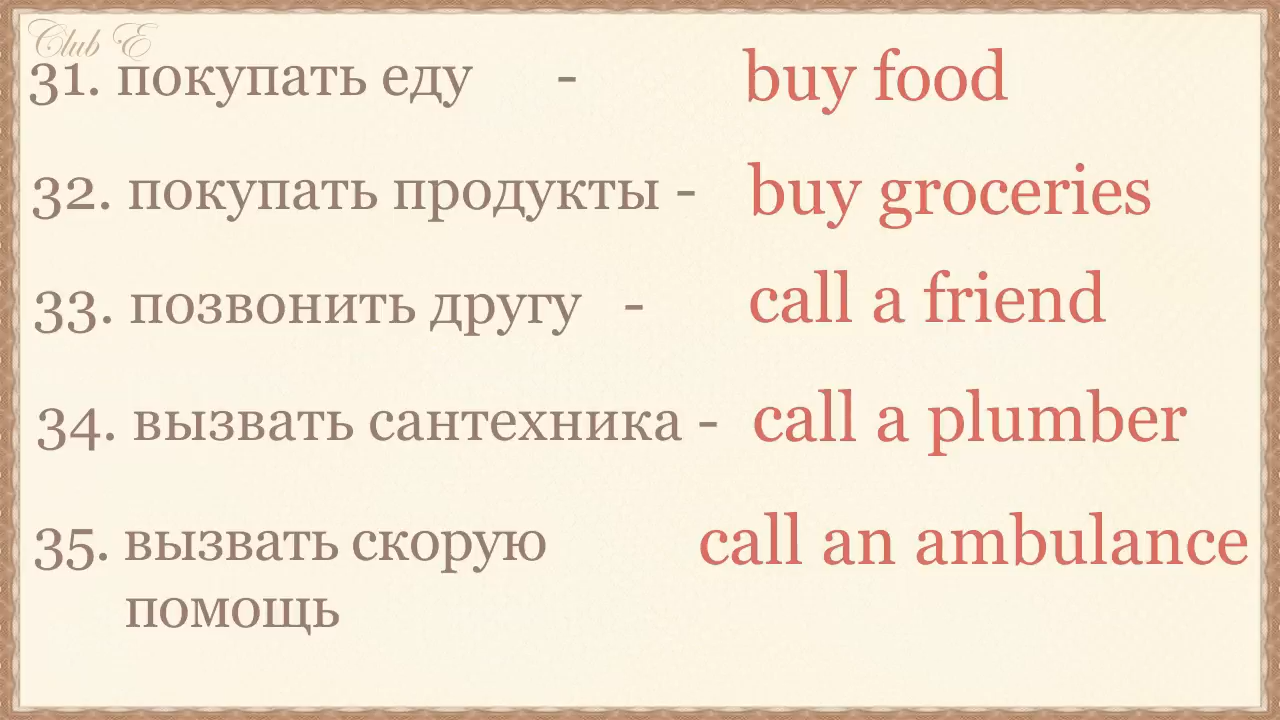 Club E
31. покупать еду - buy food
32. покупать продукты - buy groceries
33. позвонить другу - call a friend
34. вызвать сантехника - call a plumber
35. вызвать скорую call an ambulance
помощь